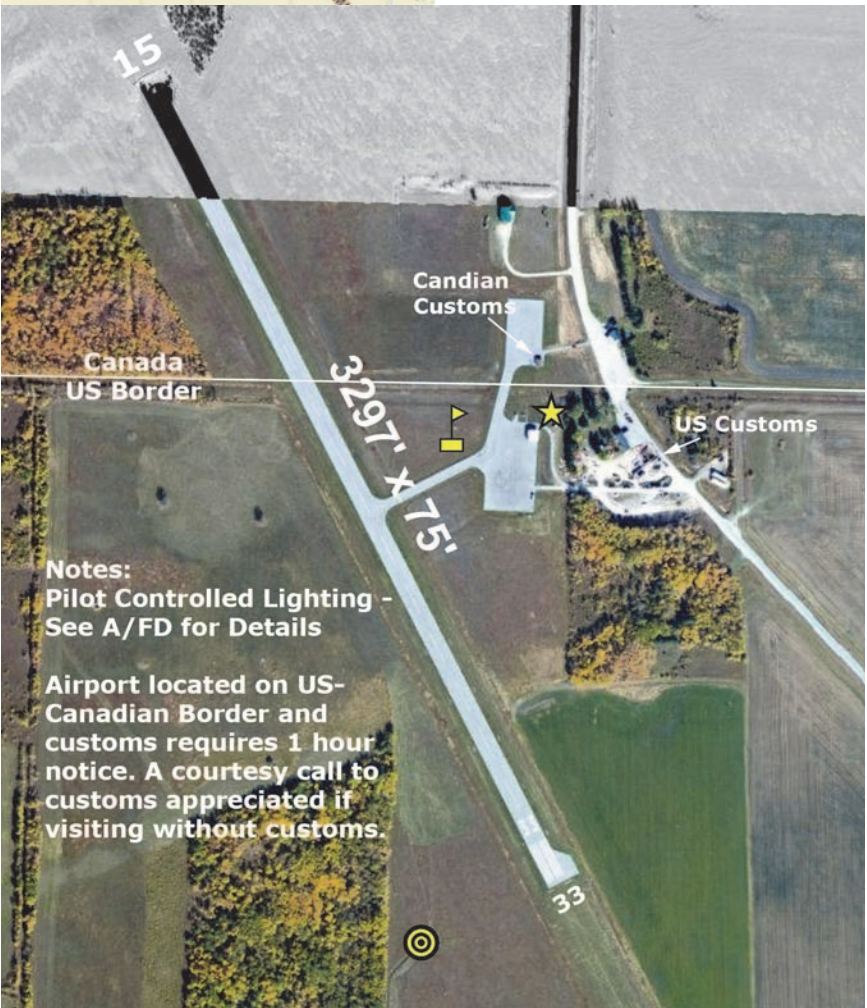 15
Candian
Customs
Canada
US Border
3297' x 75'
US Customs
Notes:
Pilot Controlled Lighting -
See A/FD for Details
Airport located on US-
Canadian Border and
customs requires 1 hour
notice. A courtesy call to
customs appreciated if
visiting without customs.
33